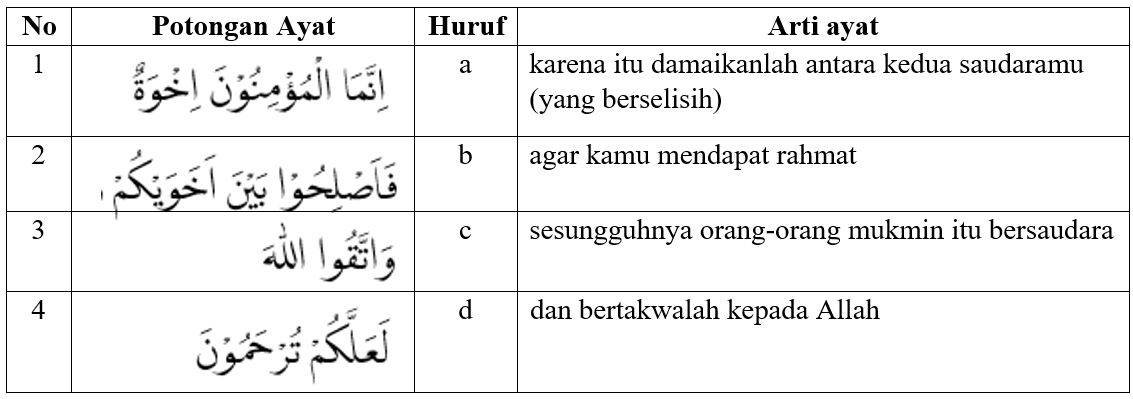 No Potongan Ayat Huruf Arti ayat
1 اِنَّمَا الْمُؤْمِنُوْنَ اِخْوَةٌ a karena itu damaikanlah antara kedua saudaramu
(yang berselisih)
2 فَاَصْلِحُوْا بَيْنَ اَخَوَيْكُمْ b agar kamu mendapat rahmat
3 وَاتَّقُوا اللّٰهَ c sesungguhnya orang-orang mukmin itu bersaudara
4 لَعَلَّكُمْ تُرْحَمُوْنَ d dan bertakwalah kepada Allah